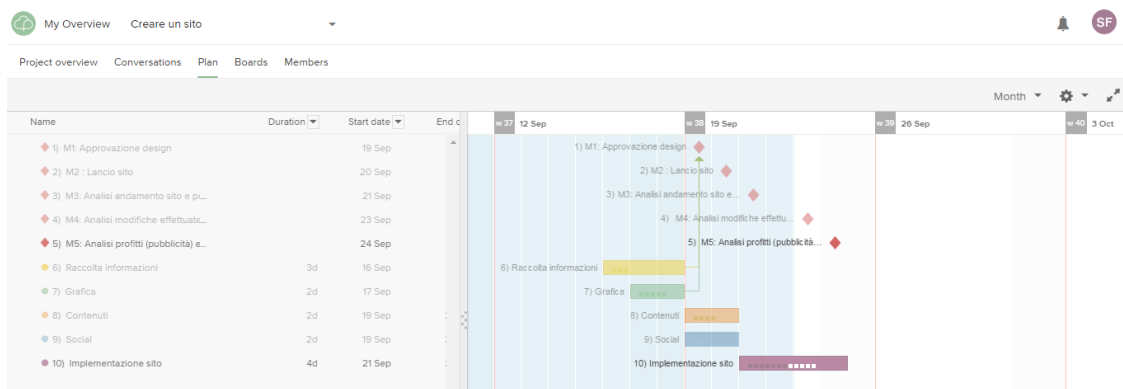 My Overview Creare un sito SF
Project overview Conversations Plan Boards Members
Month
Name Duration Start date End d w 37 12 Sep w 38 19 Sep w 39 26 Sep w 40 3 Oct
1) M1: Approvazione design 19 Sep 1) M1: Approvazione design
2) M2 : Lancio sito 20 Sep 2) M2 : Lancio sito
3) M3: Analisi andamento sito e pu... 21 Sep 3) M3: Analisi andamento sito e...
4) M4: Analisi modifiche effettuate... 23 Sep 4) M4: Analisi modifiche effettu...
5) M5: Analisi profitti (pubblicità) e... 24 Sep 5) M5: Analisi profitti (pubblicità...
6) Raccolta informazioni 3d 16 Sep 6) Raccolta informazioni
7) Grafica 2d 17 Sep 7) Grafica
8) Contenuti 2d 19 Sep 8) Contenuti
9) Social 2d 19 Sep 9) Social
10) Implementazione sito 4d 21 Sep 10) Implementazione sito